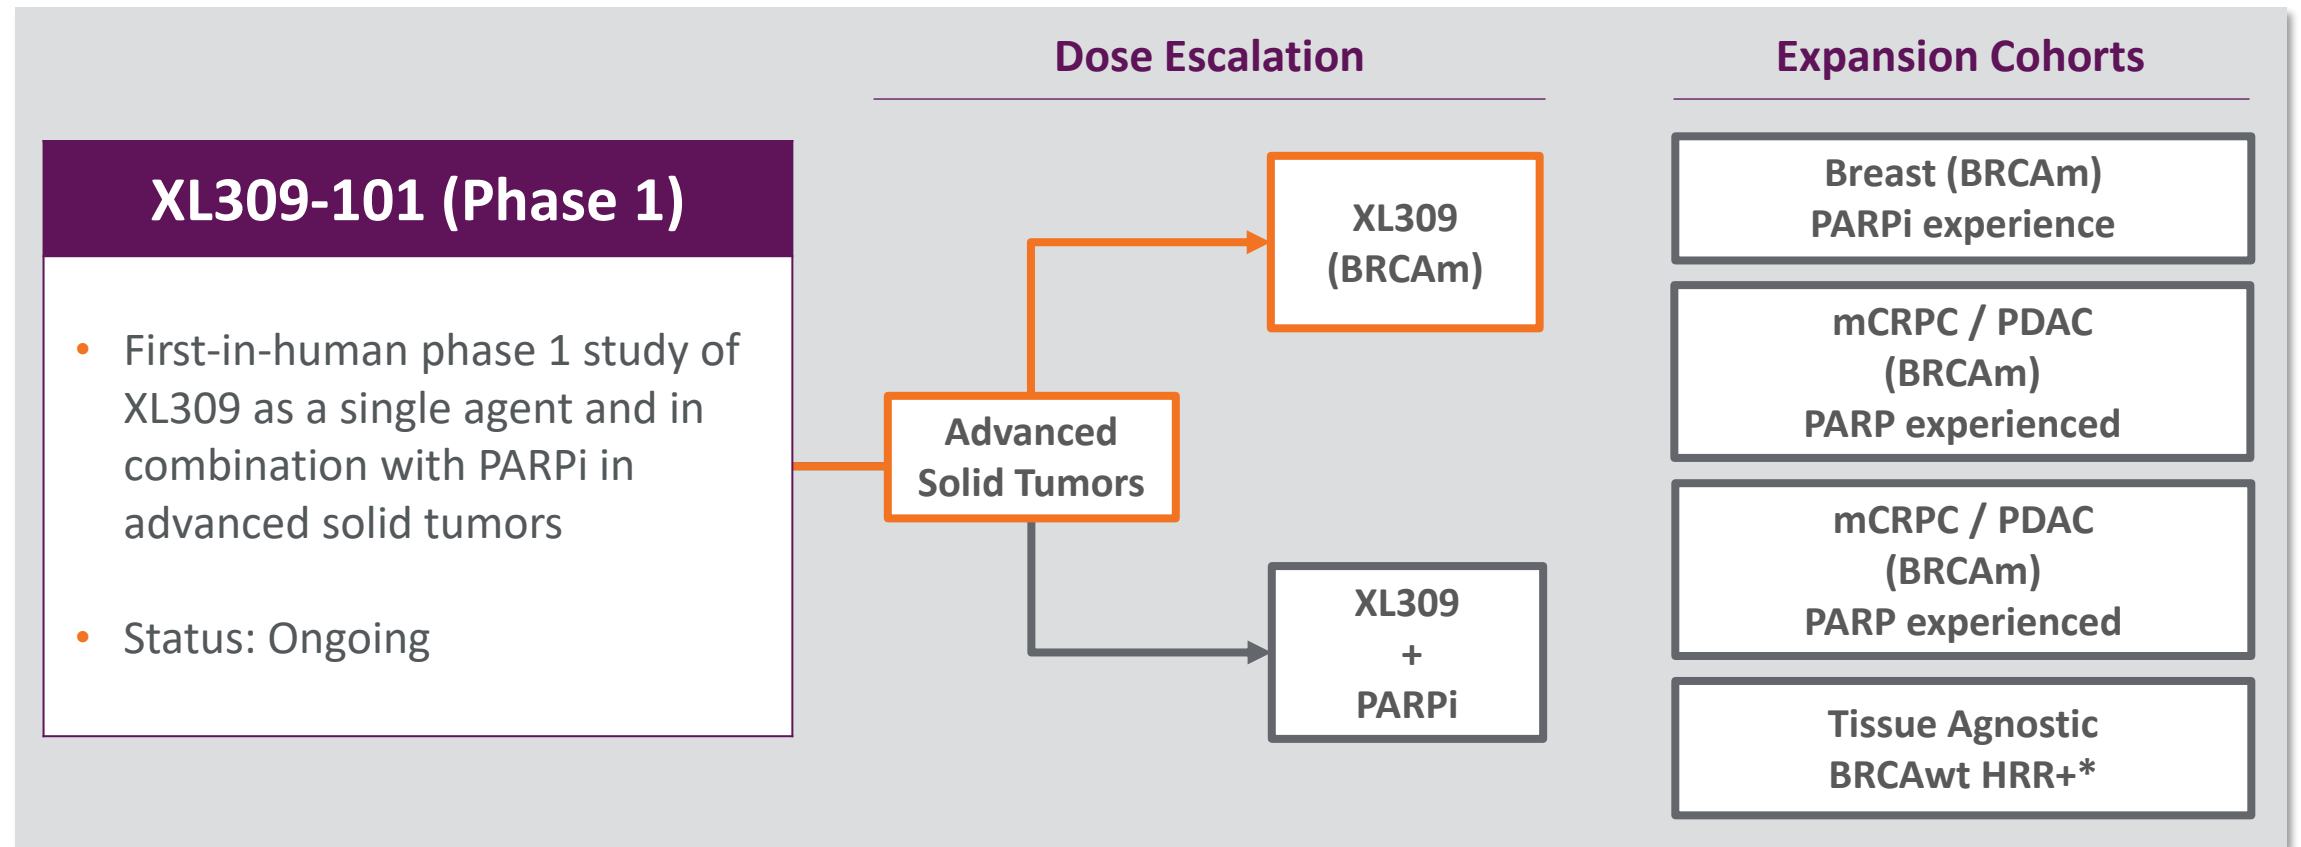 Dose Escalation
Expansion Cohorts
XL309-101 (Phase 1)
• First-in-human phase 1 study of
XL309 as a single agent and in
combination with PARPi in
advanced solid tumors
• Status: Ongoing
Advanced
Solid Tumors
XL309
(BRCAm)
XL309
+
PARPi
Breast (BRCAm)
PARPi experience
mCRPC / PDAC
(BRCAm)
PARP experienced
mCRPC / PDAC
(BRCAm)
PARP experienced
Tissue Agnostic
BRCAwt HRR+*